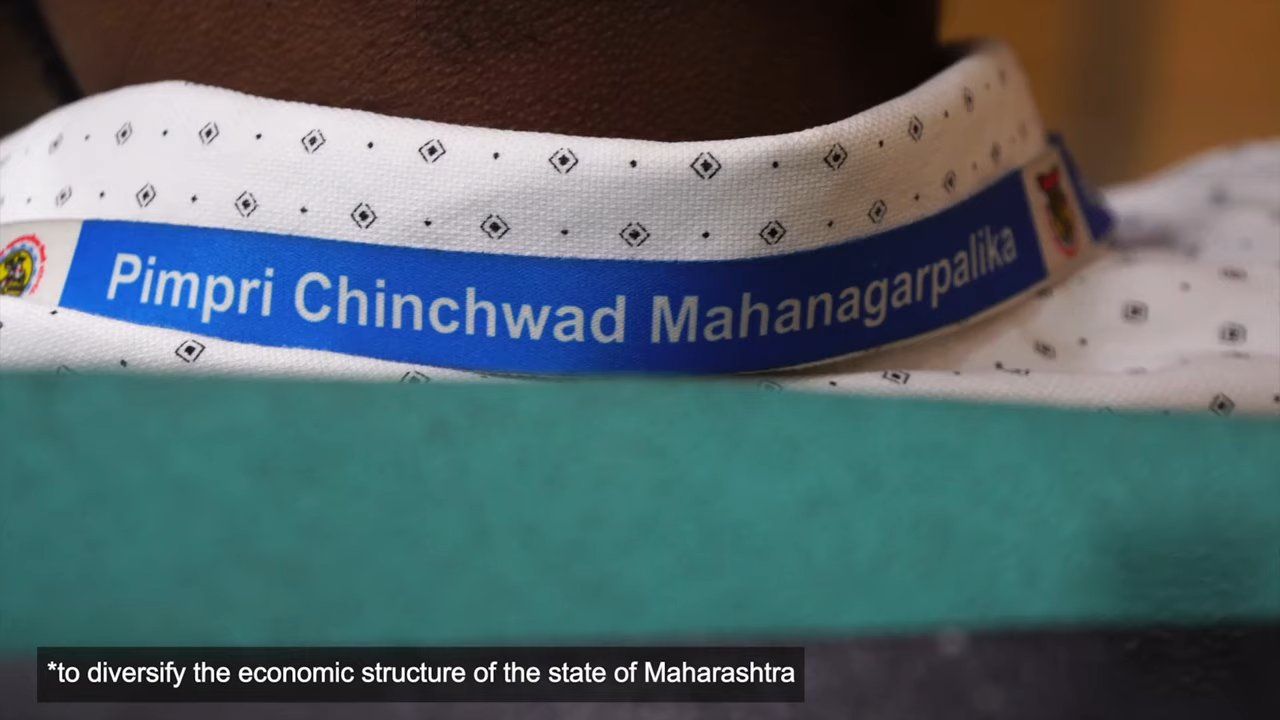 Pimpri Chinchwad Mahanagarpalika
*to diversify the economic structure of the state of Maharashtra